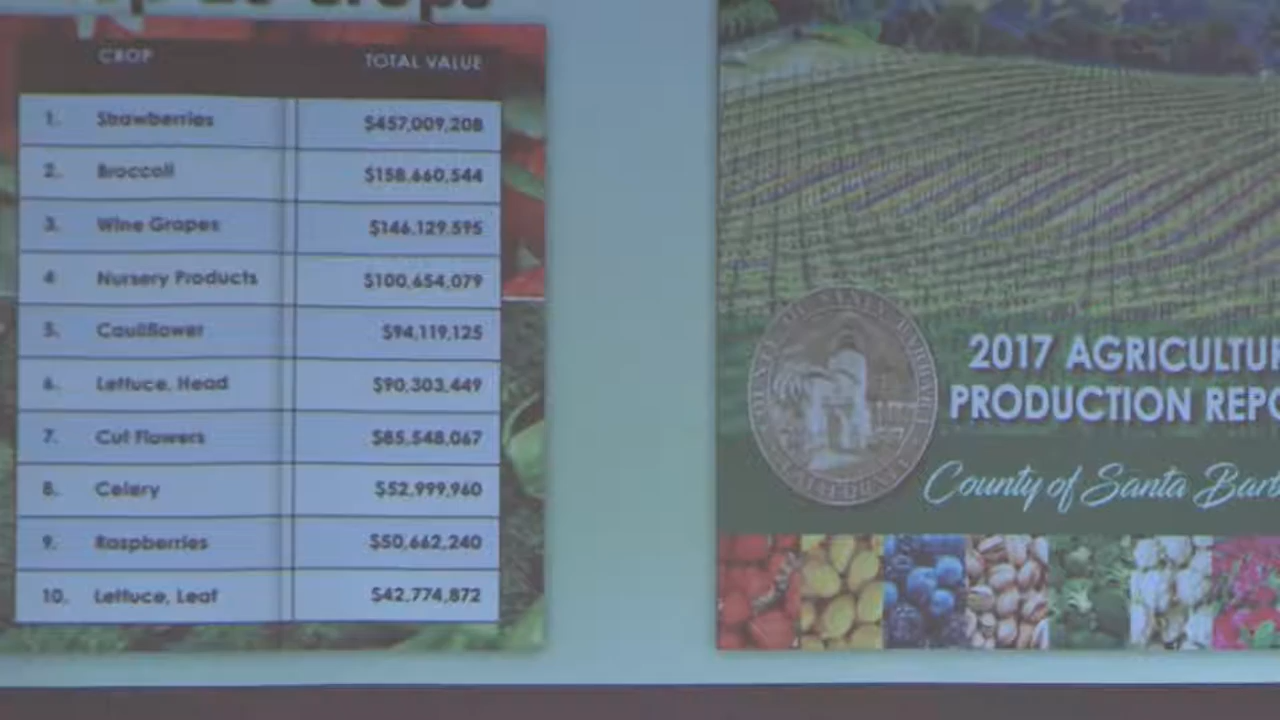 Crops
CROP TOTAL VALUE
1. Strawberries $457,009,208
2. Broccoli $158,660,544
3. Wine Grapes $146,129,595
4 Nursery Products $100,654,079
5. Cauliflower $94,119,125
6. Lettuce, Head $90,303,449
7. Cut Flowers $85,548,067
8. Celery $52,999,960
9. Raspberries $50,662,240
10. Lettuce, Leaf $42,774,872
2017 AGRICULTUR
PRODUCTION REPO
County of Santa Barb